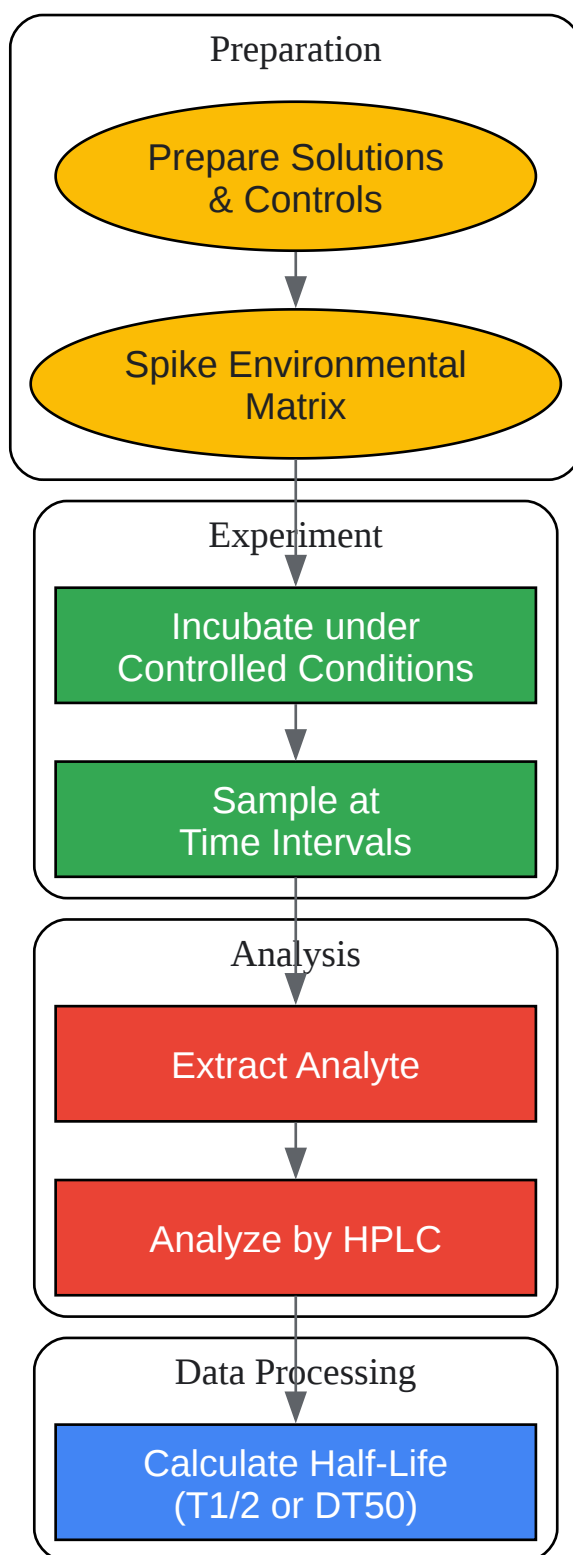 Preparation
Prepare Solutions
& Controls
Spike Environmental
Matrix
Experiment
Incubate under
Controlled Conditions
Sample at
Time Intervals
Analysis
Extract Analyte
Analyze by HPLC
Data Processing
Calculate Half-Life
(T1/2 or DT50)